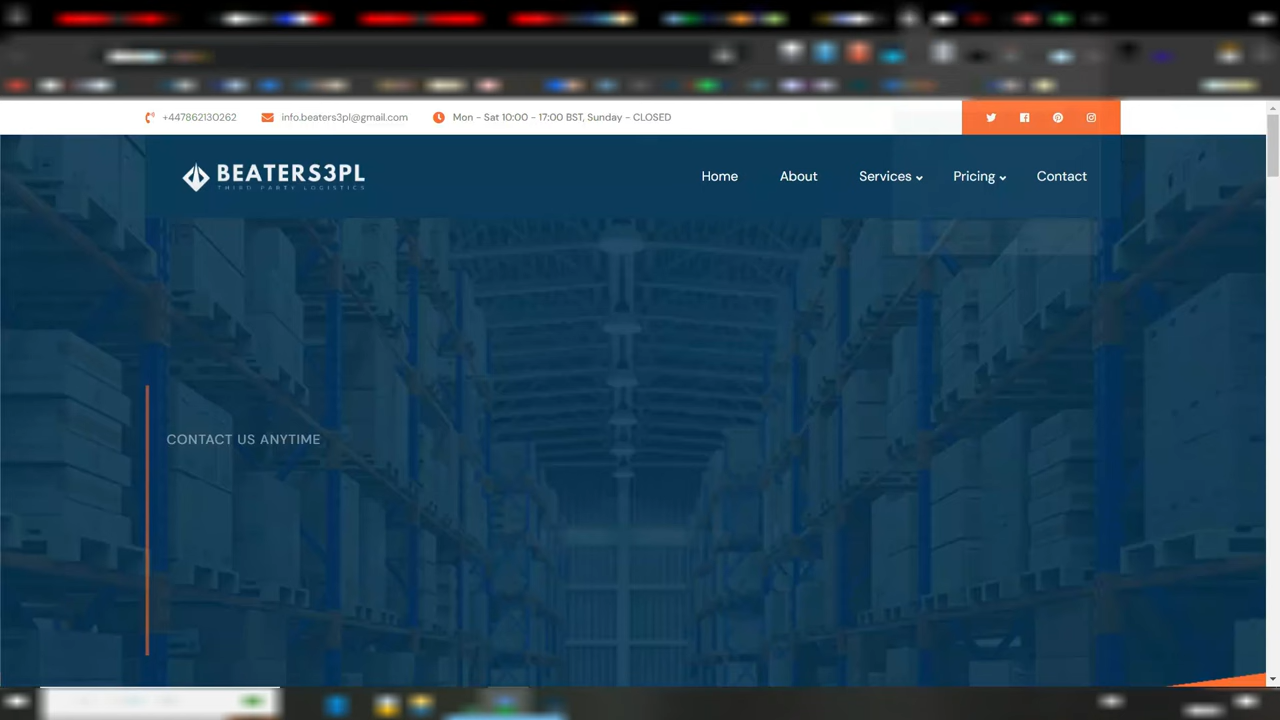 +447862130262 info.beaters3pl@gmail.com Mon - Sat 10:00 - 17:00 BST, Sunday - CLOSED
BEATERS3PL Home About Services Pricing Contact
THIRD PARTY LOGISTICS
CONTACT US ANYTIME